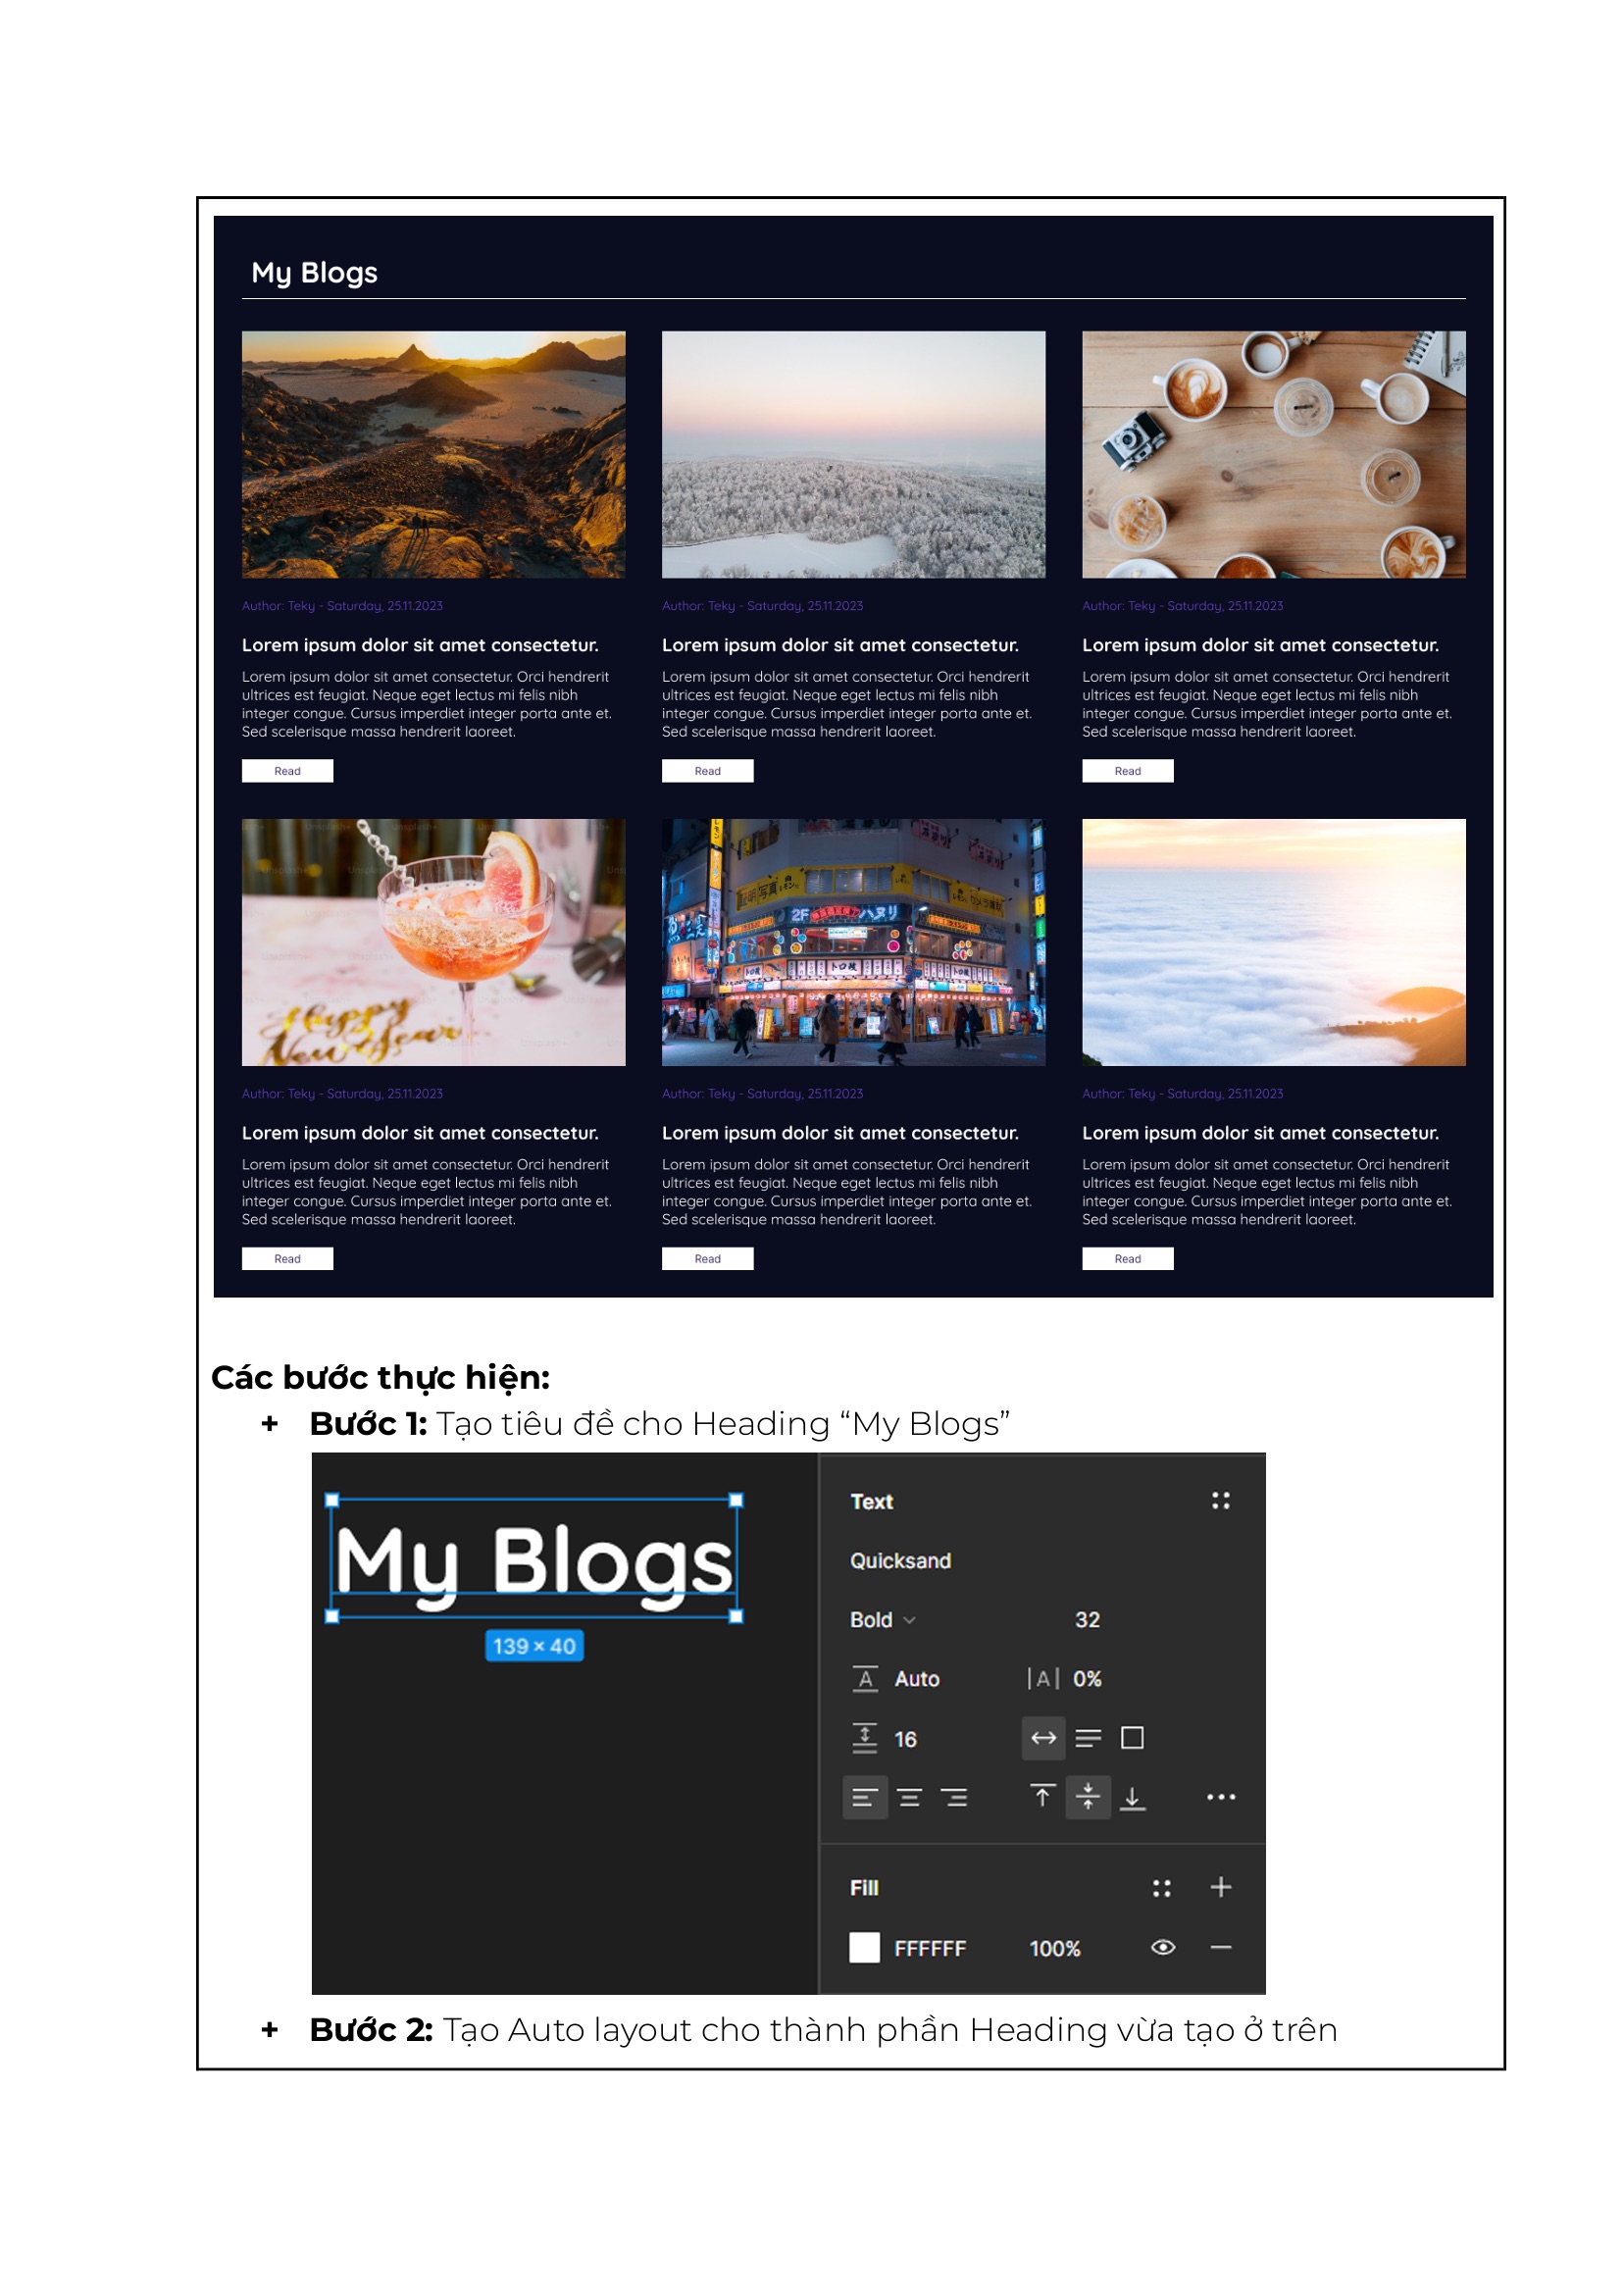 My Blogs
Author: Teky - Saturday, 25.11.2023
Lorem ipsum dolor sit amet consectetur.
Lorem ipsum dolor sit amet consectetur. Orci hendrerit
ultrices est feugiat. Neque eget lectus mi felis nibh
integer congue. Cursus imperdiet integer porta ante et.
Sed scelerisque massa hendrerit laoreet.
Read
Author: Teky - Saturday, 25.11.2023
Lorem ipsum dolor sit amet consectetur.
Lorem ipsum dolor sit amet consectetur. Orci hendrerit
ultrices est feugiat. Neque eget lectus mi felis nibh
integer congue. Cursus imperdiet integer porta ante et.
Sed scelerisque massa hendrerit laoreet.
Read
Author: Teky - Saturday, 25.11.2023
Lorem ipsum dolor sit amet consectetur.
Lorem ipsum dolor sit amet consectetur. Orci hendrerit
ultrices est feugiat. Neque eget lectus mi felis nibh
integer congue. Cursus imperdiet integer porta ante et.
Sed scelerisque massa hendrerit laoreet.
Read
Happy
New Year
Author: Teky - Saturday, 25.11.2023
Lorem ipsum dolor sit amet consectetur.
Lorem ipsum dolor sit amet consectetur. Orci hendrerit
ultrices est feugiat. Neque eget lectus mi felis nibh
integer congue. Cursus imperdiet integer porta ante et.
Sed scelerisque massa hendrerit laoreet.
Read
2F
ハヌリ
Author: Teky - Saturday, 25.11.2023
Lorem ipsum dolor sit amet consectetur.
Lorem ipsum dolor sit amet consectetur. Orci hendrerit
ultrices est feugiat. Neque eget lectus mi felis nibh
integer congue. Cursus imperdiet integer porta ante et.
Sed scelerisque massa hendrerit laoreet.
Read
Author: Teky - Saturday, 25.11.2023
Lorem ipsum dolor sit amet consectetur.
Lorem ipsum dolor sit amet consectetur. Orci hendrerit
ultrices est feugiat. Neque eget lectus mi felis nibh
integer congue. Cursus imperdiet integer porta ante et.
Sed scelerisque massa hendrerit laoreet.
Read
Các bước thực hiện:
+ Bước 1: Tạo tiêu đề cho Heading “My Blogs”
My Blogs
139 × 40
Text
Quicksand
Bold 32
A Auto |A| 0%
16
Fill
FFFFFF 100%
+ Bước 2: Tạo Auto layout cho thành phần Heading vừa tạo ở trên